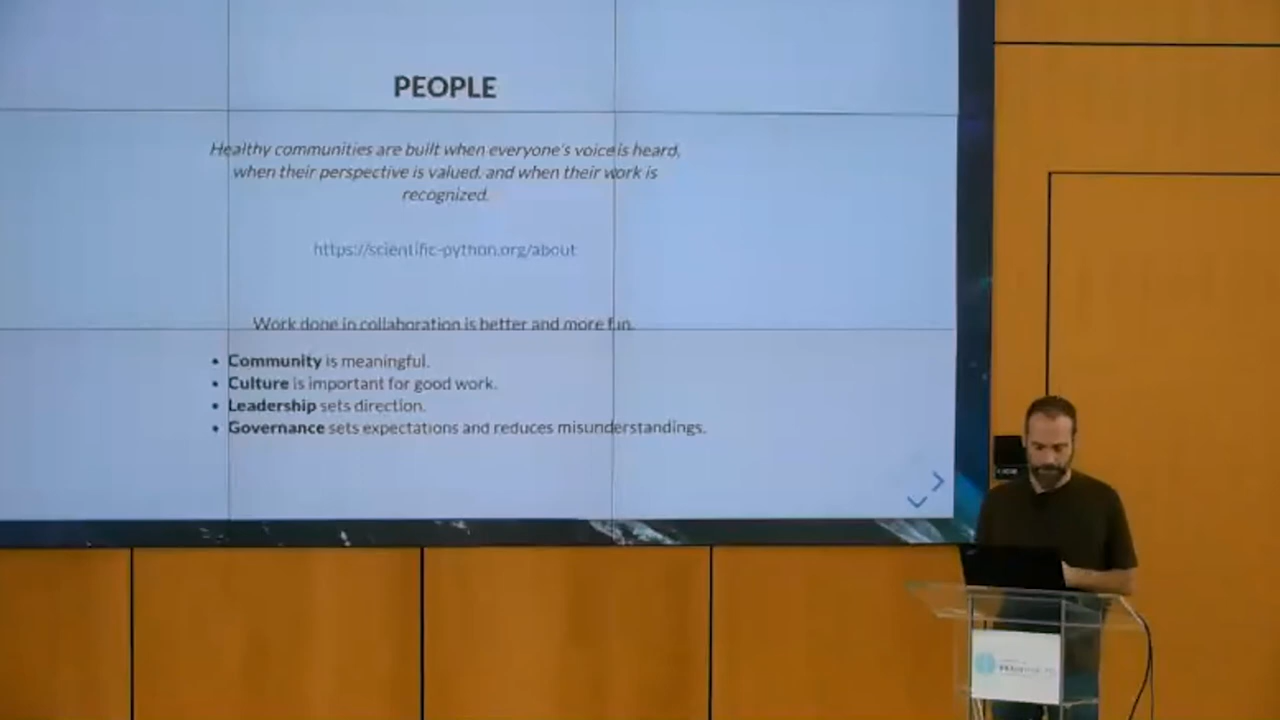 PEOPLE
Healthy communities are built when everyone's voice is heard,
when their perspective is valued, and when their work is
recognized.
https://scientific-python.org/about
Work done in collaboration is better and more fun.
• Community is meaningful.
• Culture is important for good work.
• Leadership sets direction.
• Governance sets expectations and reduces misunderstandings.